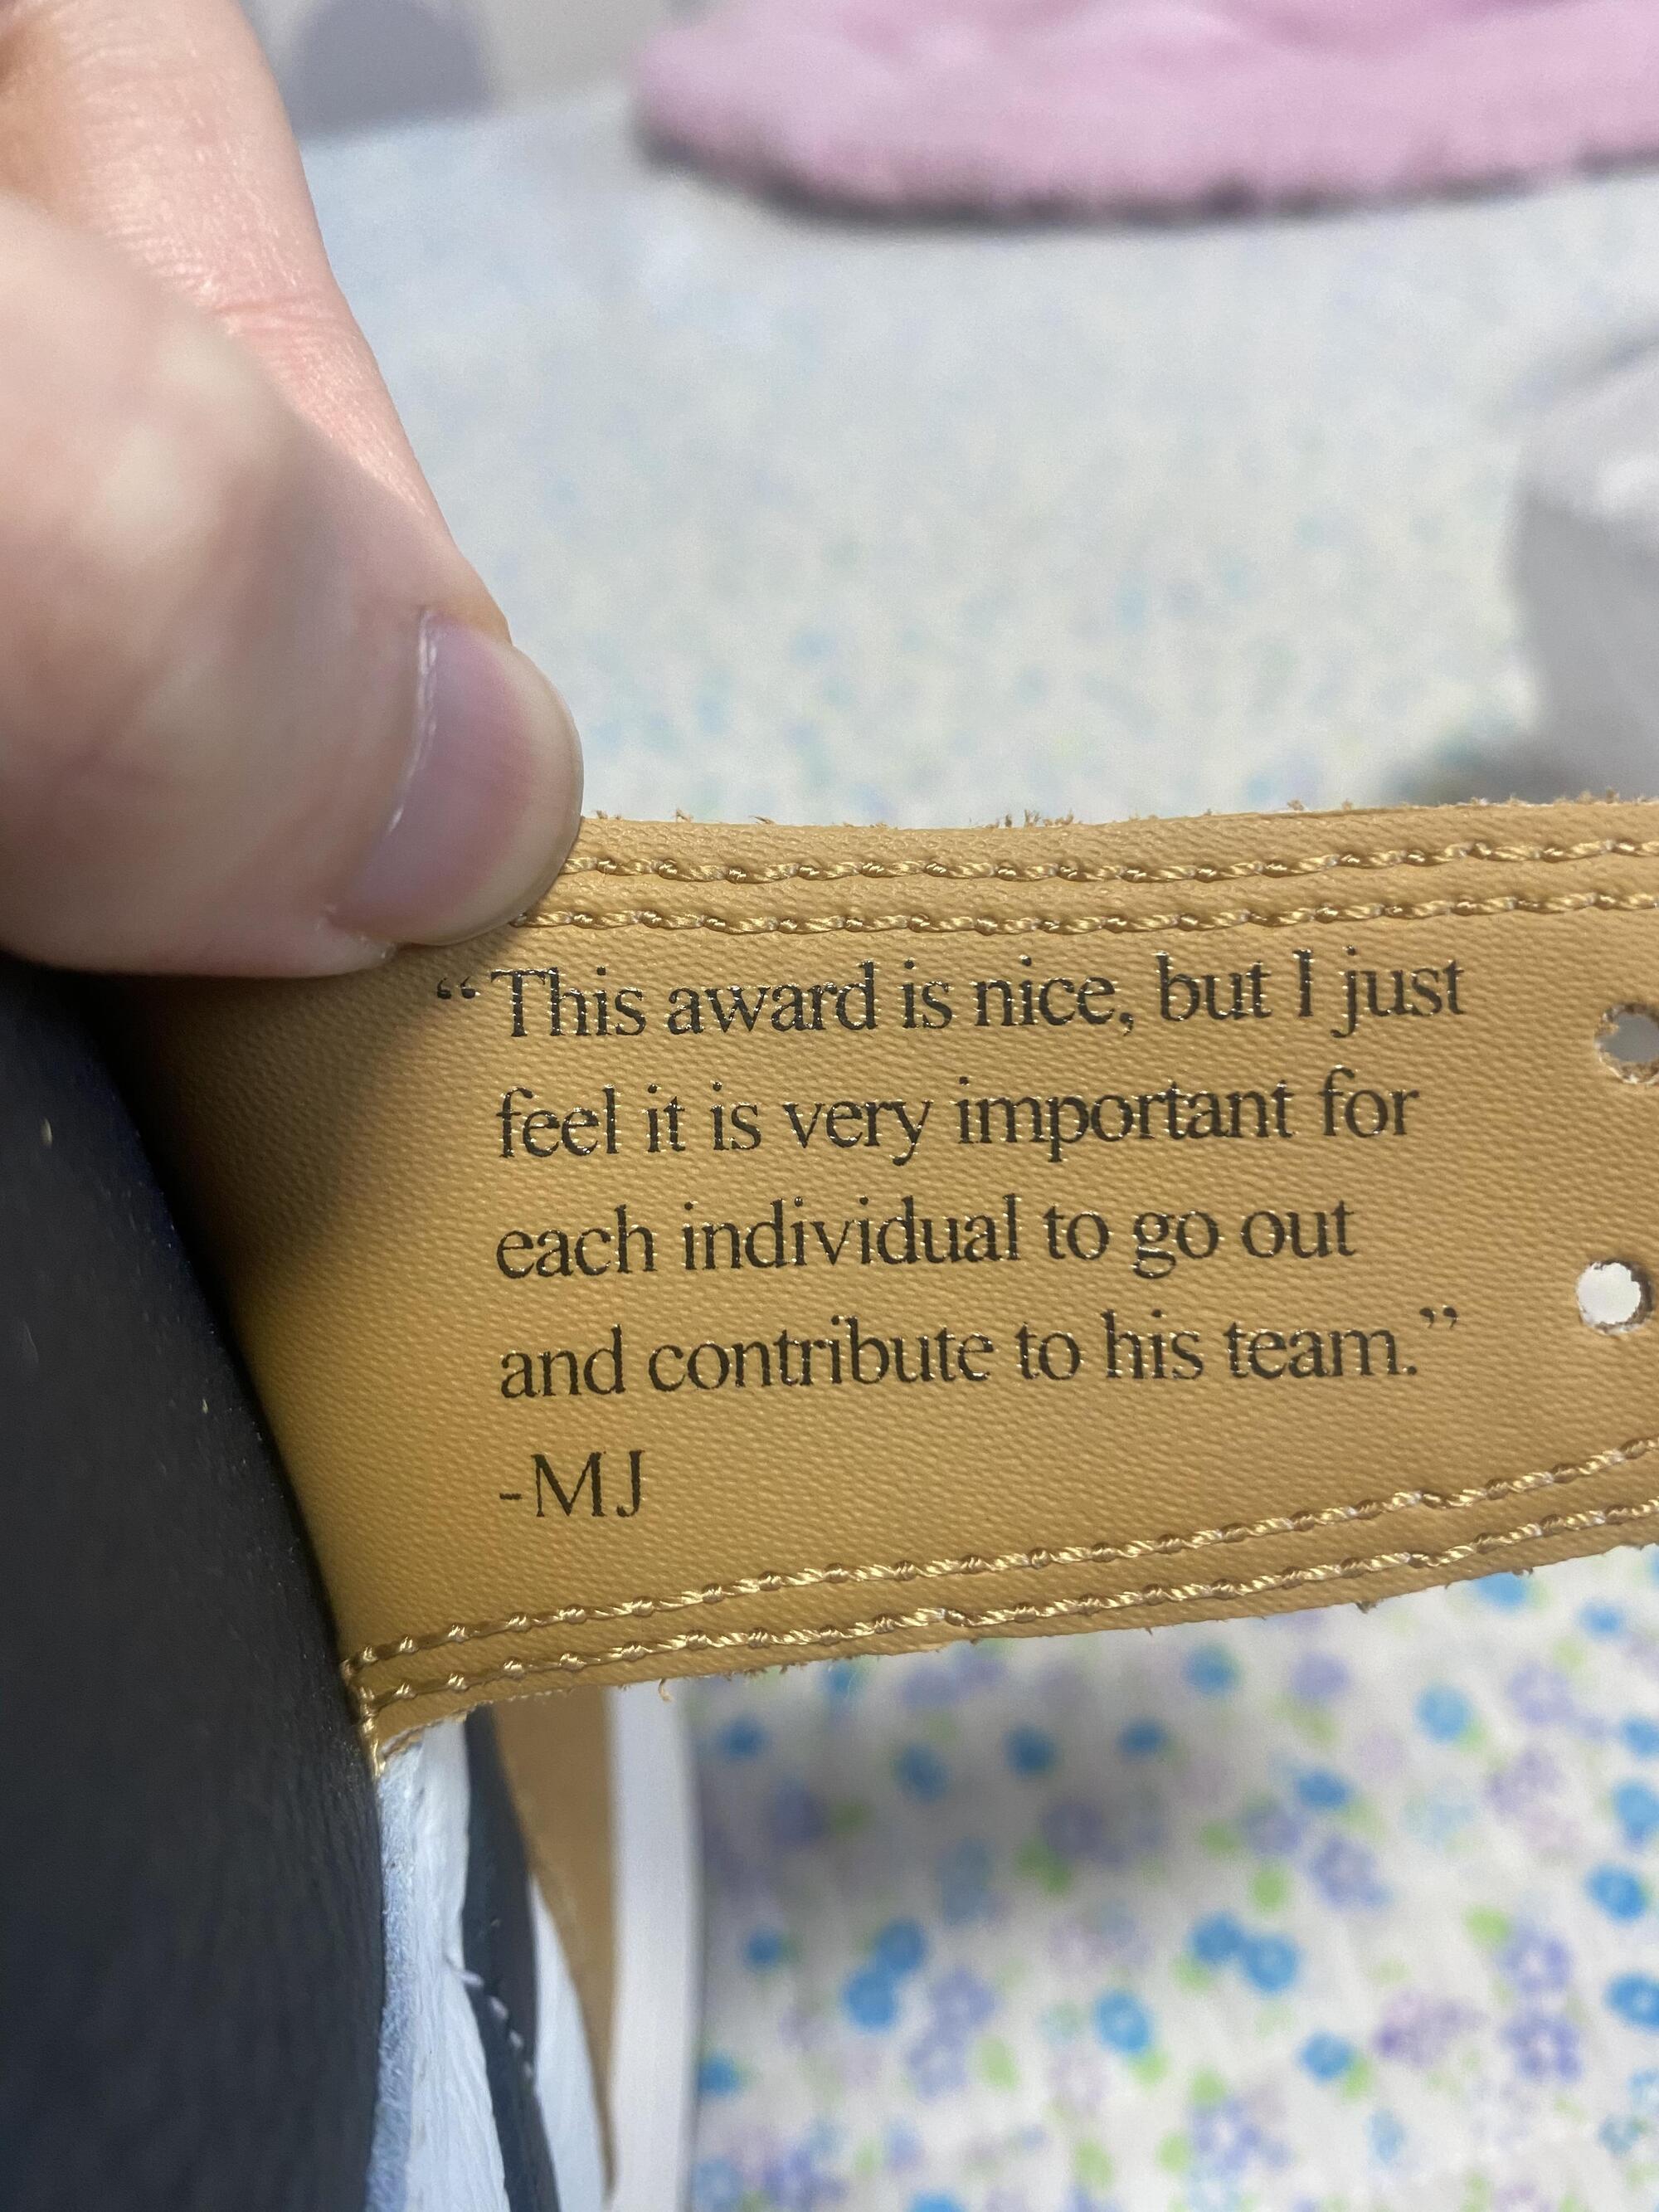 “This award is nice, but I just
feel it is very important for
each individual to go out
and contribute to his team.”
-MJ